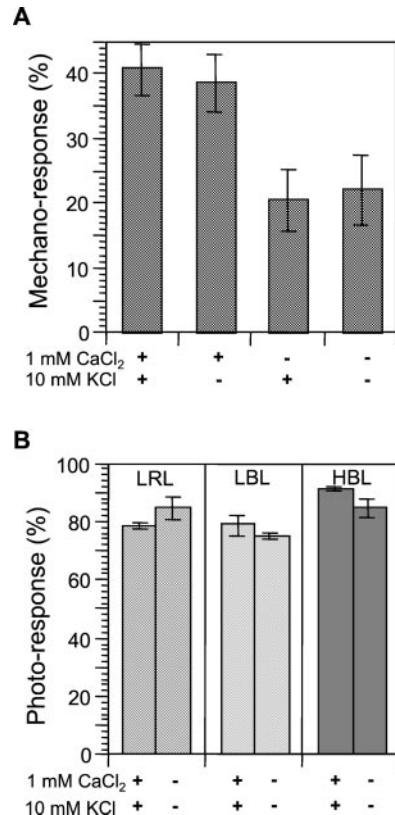 A
Mechano-response (%)
40
30
20
10
0
1 mM CaCl₂ + + - -
10 mM KCl + - + -
B
Photo-response (%)
100
80
60
40
20
0
LRL LBL HBL
1 mM CaCl₂ + - + - + -
10 mM KCl + - + - + -